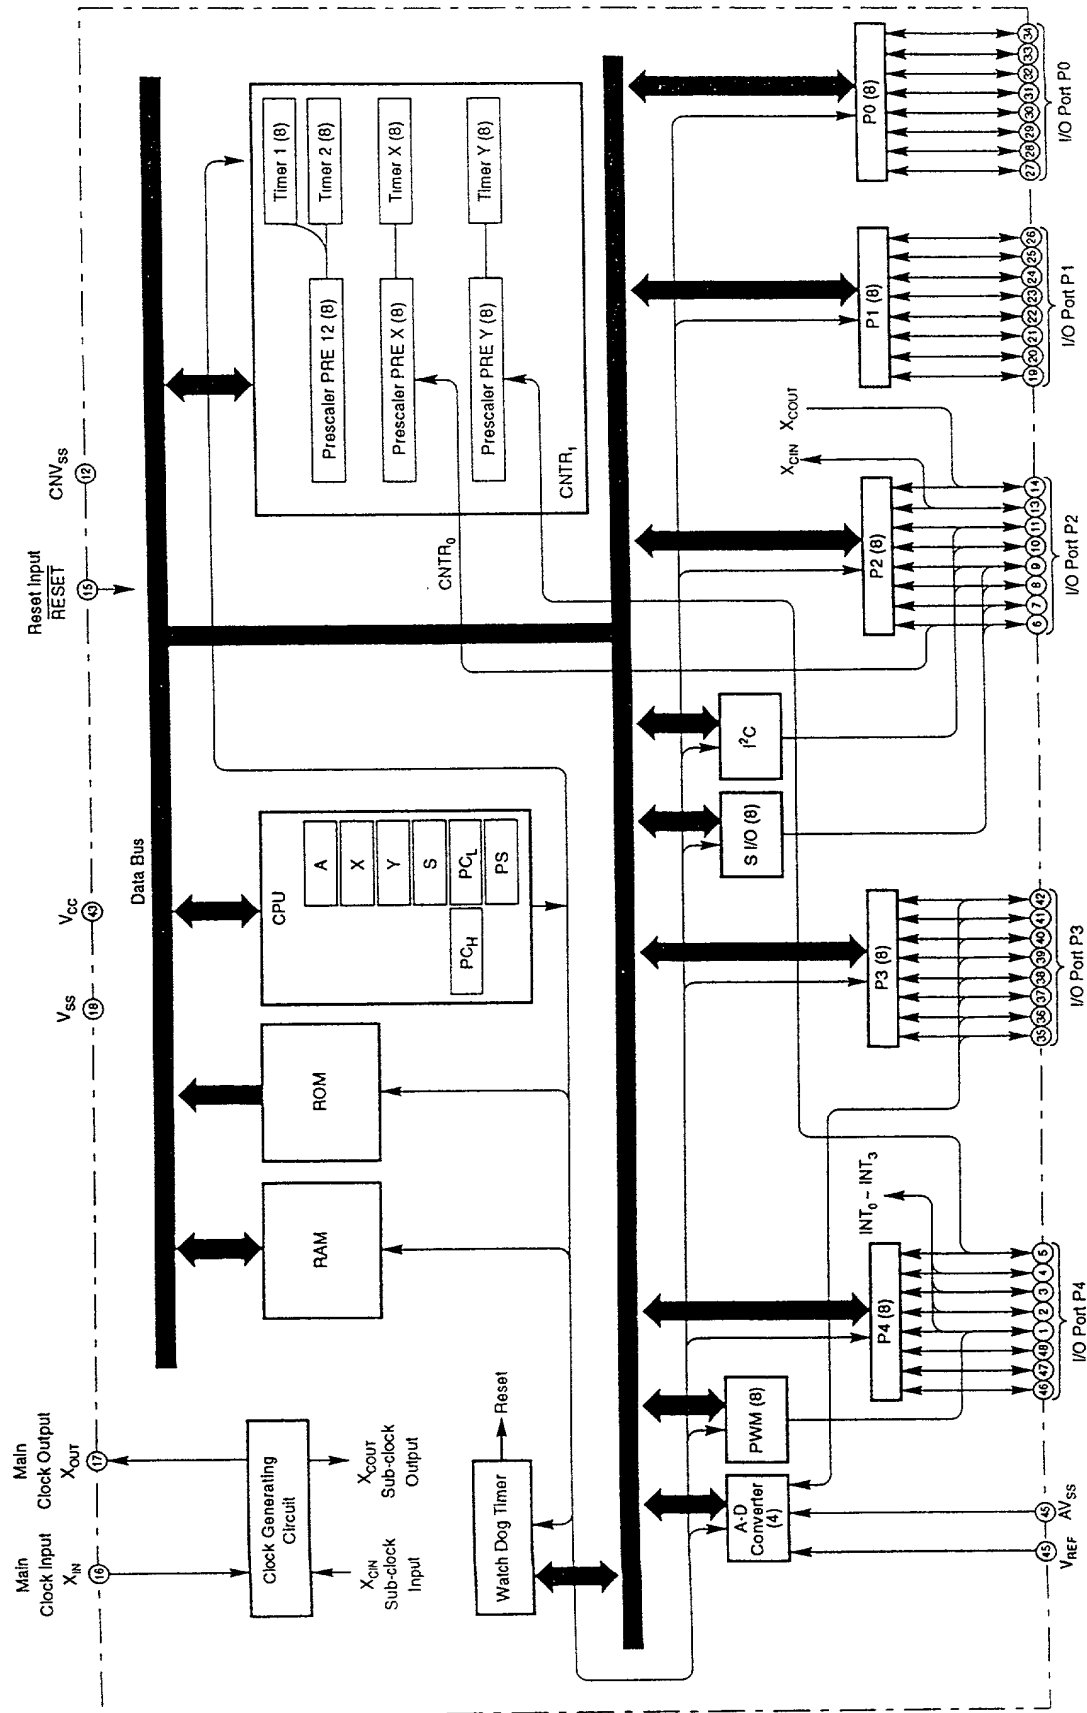 Main
Clock Input
X_IN
16
Main
Clock Output
X_OUT
17
V_SS
18
V_CC
43
Reset Input
RESET
15
CNV_SS
12
Data Bus
Clock Generating
Circuit
X_CIN
Sub-clock
Input
X_COUT
Sub-clock
Output
RAM
ROM
CPU
A
X
Y
S
PC_H
PC_L
PS
Timer 1 (8)
Timer 2 (8)
Prescaler PRE 12 (8)
Timer X (8)
Prescaler PRE X (8)
Timer Y (8)
Prescaler PRE Y (8)
CNTR_0
CNTR_1
Watch Dog Timer
Reset
A-D
Converter
(4)
PWM (8)
S I/O (8)
I²C
P4 (8)
INT_0 ~ INT_3
P3 (8)
P2 (8)
X_CIN
X_COUT
P1 (8)
P0 (8)
45
V_REF
45
AV_SS
46 47 48 1 2 3 4 5
I/O Port P4
35 36 37 38 39 40 41 42
I/O Port P3
6 7 8 9 10 11 13 14
I/O Port P2
19 20 21 22 23 24 25 26
I/O Port P1
27 28 29 30 31 32 33 34
I/O Port P0